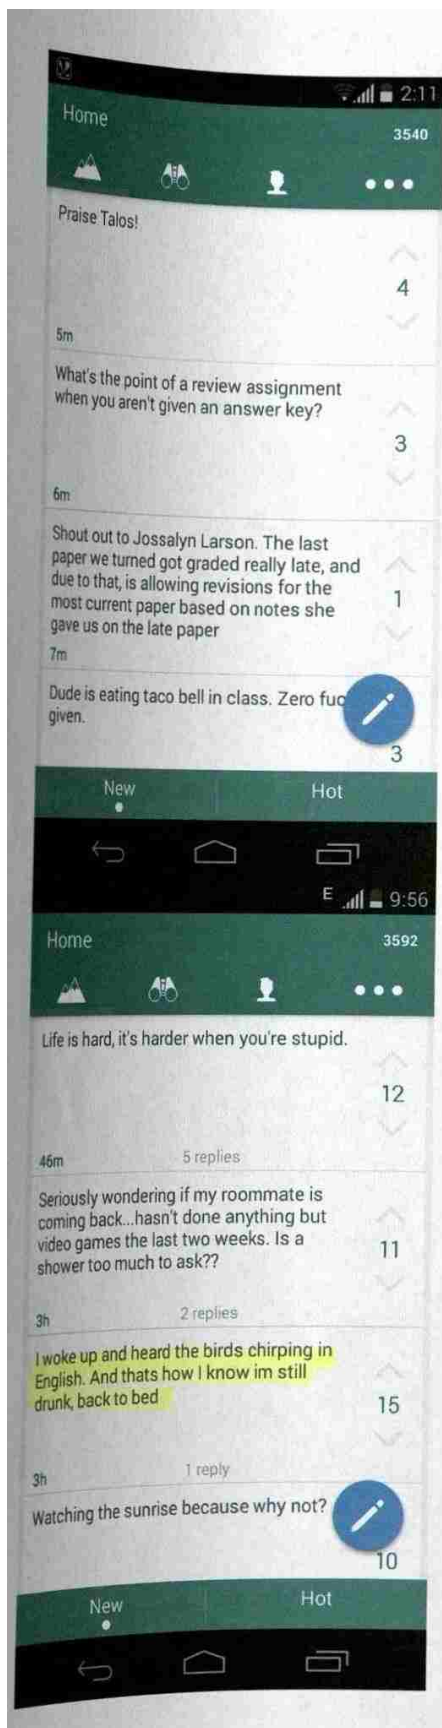 2:11
Home
3540
Praise Talos!
4
5m
What's the point of a review assignment
when you aren't given an answer key?
3
6m
Shout out to Jossalyn Larson. The last
paper we turned got graded really late, and
due to that, is allowing revisions for the
most current paper based on notes she
gave us on the late paper
1
7m
Dude is eating taco bell in class. Zero fuc
given.
3
New
Hot
E 9:56
Home
3592
Life is hard, it's harder when you're stupid.
12
46m
5 replies
Seriously wondering if my roommate is
coming back...hasn't done anything but
video games the last two weeks. Is a
shower too much to ask??
11
3h
2 replies
I woke up and heard the birds chirping in
English. And thats how I know im still
drunk, back to bed
15
3h
1 reply
Watching the sunrise because why not?
10
New
Hot